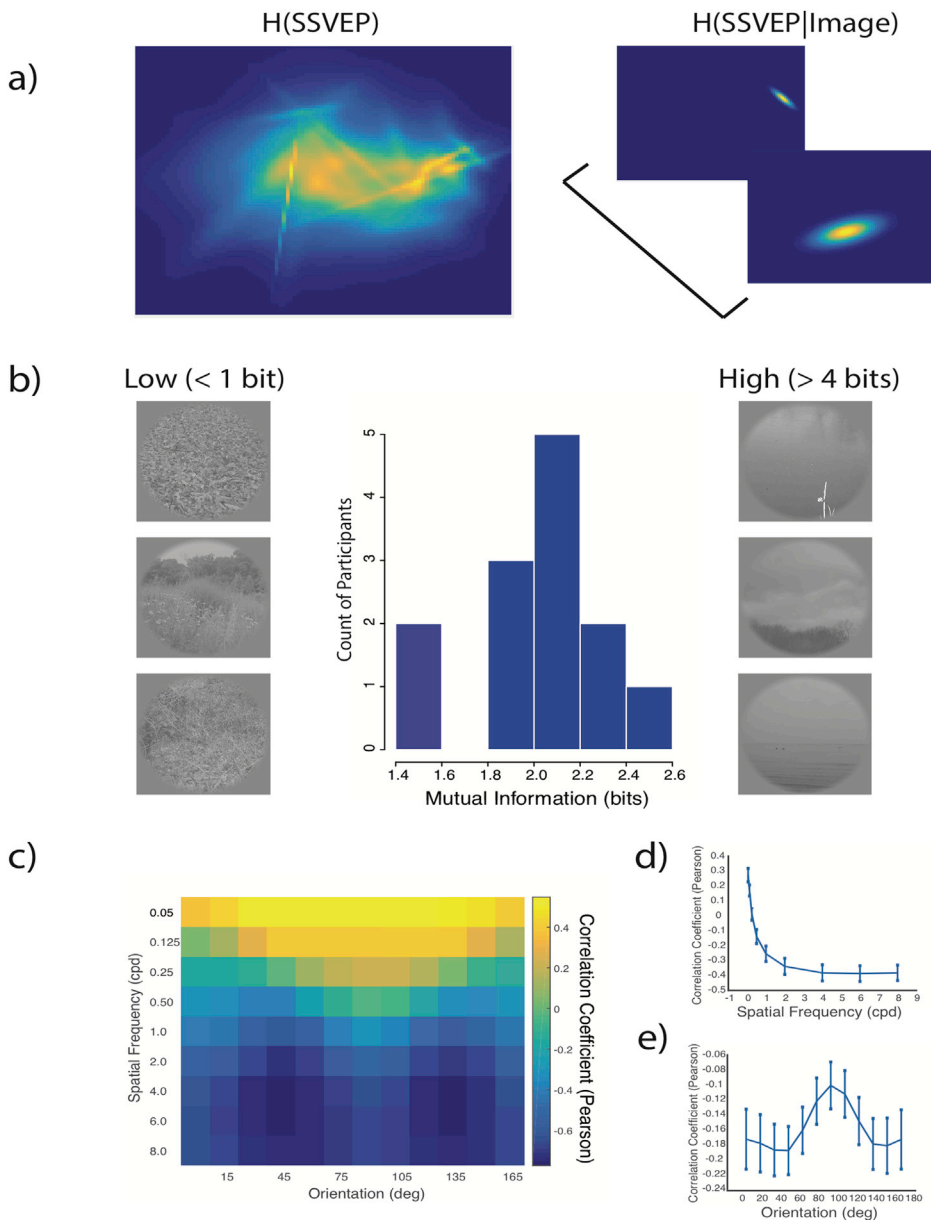 H(SSVEP)
H(SSVEP|Image)
a)
b)
Low (< 1 bit)
High (> 4 bits)
Count of Participants
5
4
3
2
1
0
1.4 1.6 1.8 2.0 2.2 2.4 2.6
Mutual Information (bits)
c)
Spatial Frequency (cpd)
0.05
0.125
0.25
0.50
1.0
2.0
4.0
6.0
8.0
15 45 75 105 135 165
Orientation (deg)
0.4
0.2
0
-0.2
-0.4
-0.6
Correlation Coefficient (Pearson)
d)
Correlation Coefficient (Pearson)
0.4
0.3
0.2
0.1
0
-0.1
-0.2
-0.3
-0.4
-0.5
-1 0 1 2 3 4 5 6 7 8 9
Spatial Frequency (cpd)
e)
Correlation Coefficient (Pearson)
-0.06
-0.08
-0.1
-0.12
-0.14
-0.16
-0.18
-0.2
-0.22
-0.24
0 20 40 60 80 100 120 140 160 180
Orientation (deg)